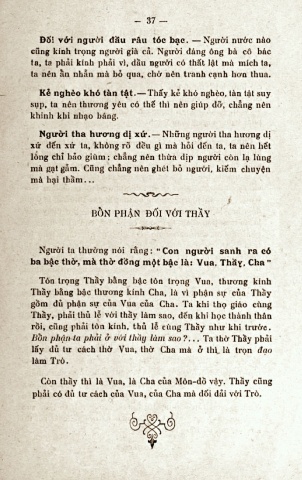 — 37 —
Đối với người đầu râu tóc bạc. — Người nước nào
cũng kính trọng người già cả. Người đáng ông bà cô bác
ta, ta phải kính phải vì, dầu người có thất lạt mà mích ta,
ta nên ẩn nhẫn mà bỏ qua, chớ nên tranh cạnh hơn thua.
Kẻ nghèo khó tàn tật. — Thấy kẻ khó nghèo, tàn tật suy
sụp, ta nên thương yêu có thể thì nên giúp đỡ, chẳng nên
khinh khi nhạo báng.
Người tha hương dị xứ. — Những người tha hương dị
xứ đến xứ ta, không rõ đều gì mà hỏi đến ta, ta nên hết
lòng chỉ bảo giùm; chẳng nên thừa dịp người còn lạ lùng
mà gạt gẫm. Cũng chẳng nên ghét bỏ người, kiếm chuyện
mà hại thầm...
BỔN PHẬN ĐỐI VỚI THẦY
Người ta thường nói rằng: "Con người sanh ra có
ba bậc thờ, mà thờ đồng một bậc là: Vua, Thầy, Cha"
Tôn trọng Thầy bằng bậc tôn trọng Vua, thương kính
Thầy bằng bậc thương kính Cha, là vì phận sự của Thầy
gồm đủ phận sự của Vua của Cha. Ta khi thọ giáo cùng
Thầy, phải thủ lễ với thầy làm sao, đến khi học thành thân
rồi, cũng phải tôn kính, thủ lễ cùng Thầy như khi trước.
Bổn phận ta phải ở với thầy làm sao?... Ta thờ Thầy phải
lấy đủ tư cách thờ Vua, thờ Cha mà ở thì, là trọn đạo
làm Trò.
Còn thầy thì là Vua, là Cha của Môn-đồ vậy. Thầy cũng
phải có đủ tư cách của Vua, của Cha mà đối đãi với Trò.